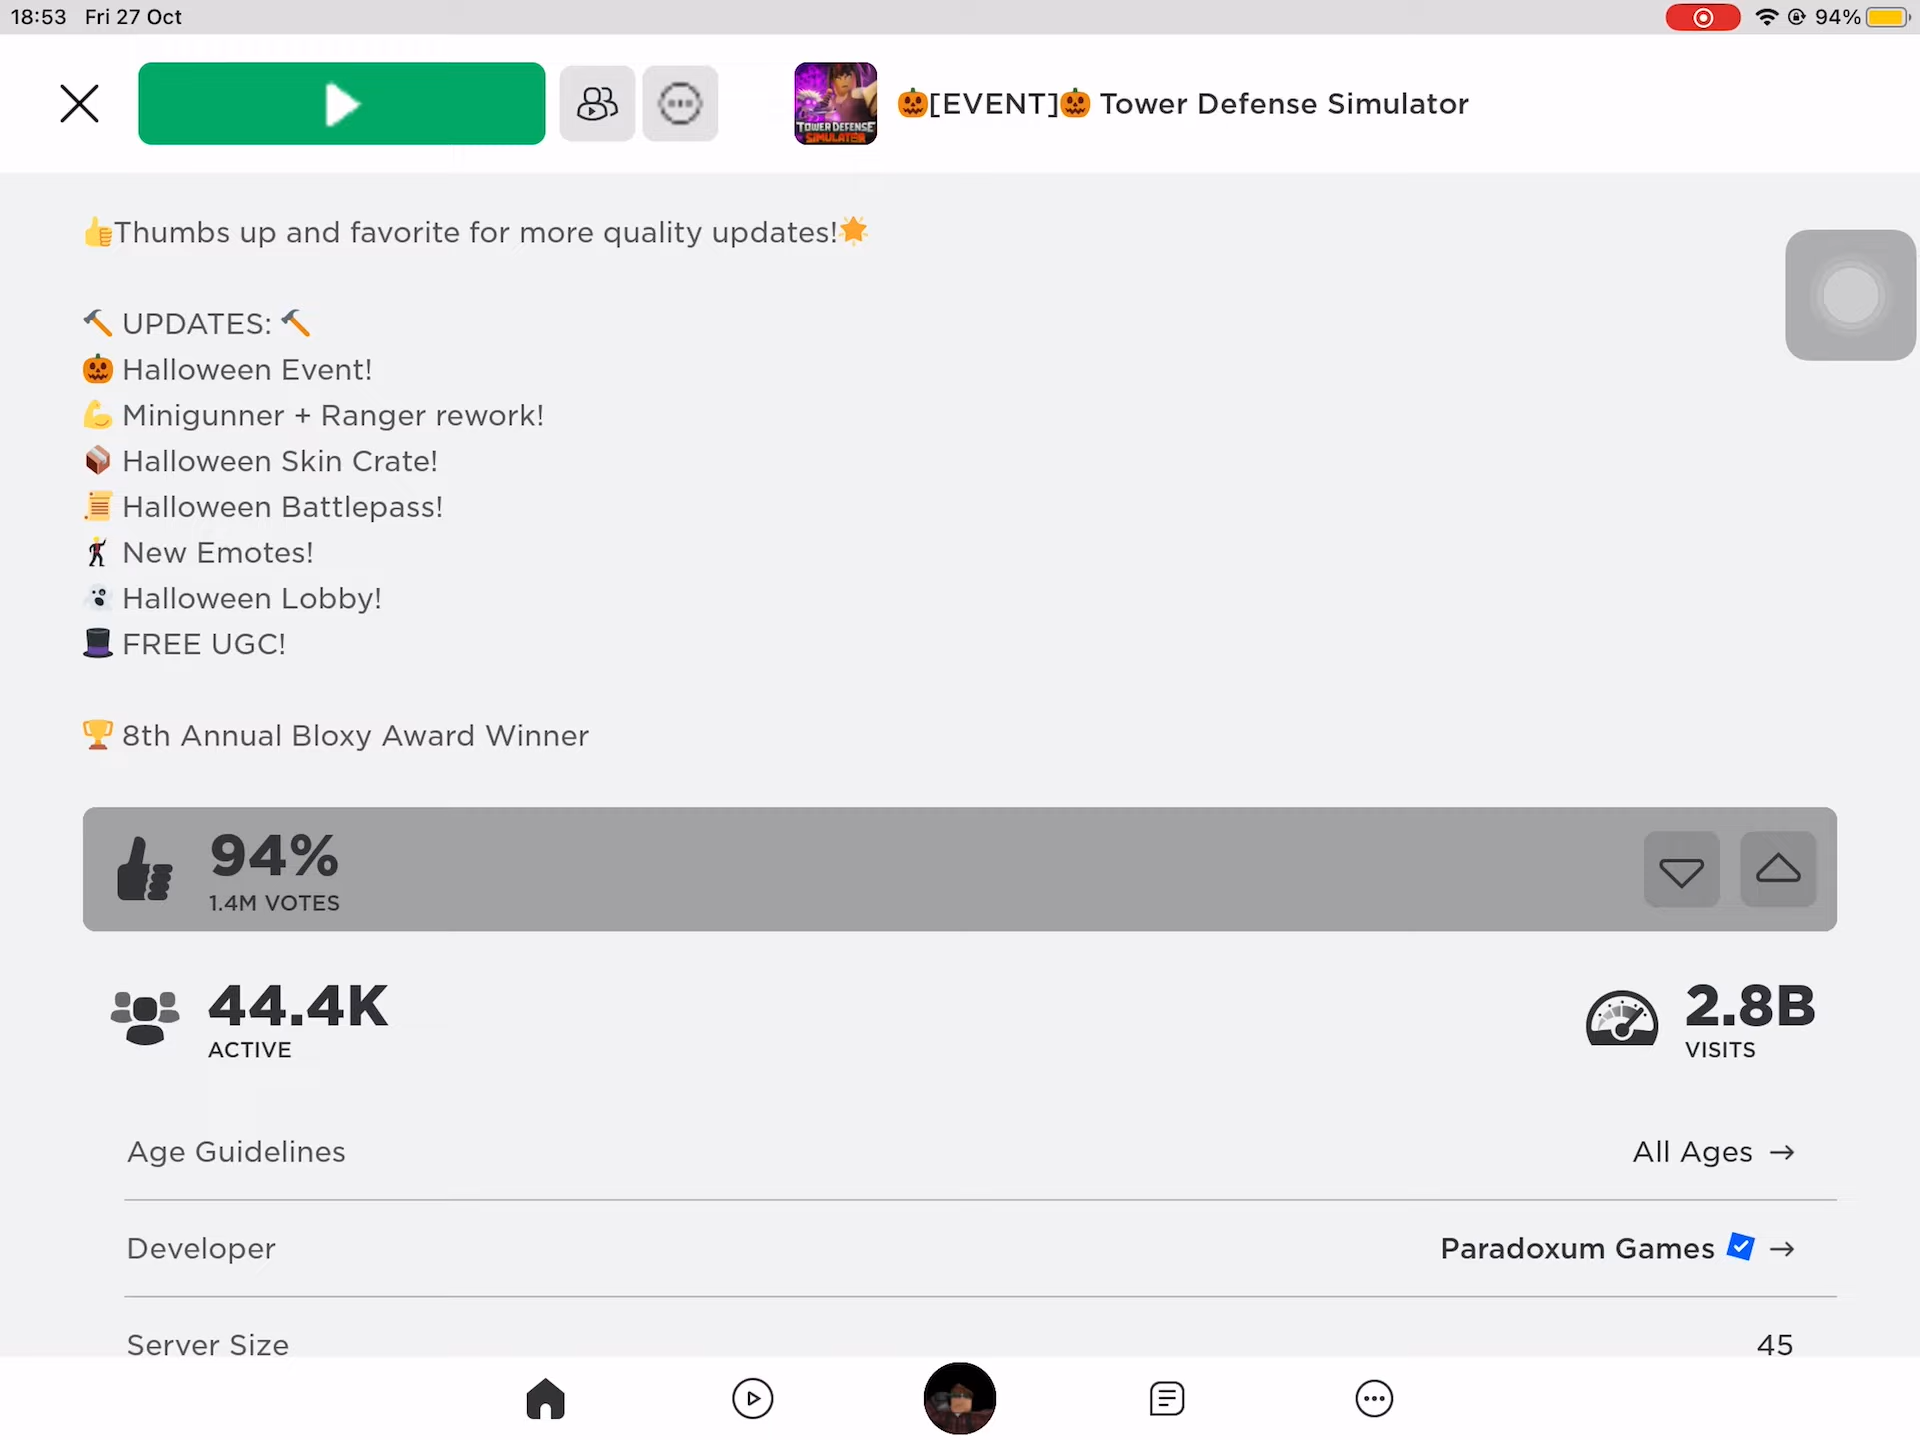 18:53 Fri 27 Oct 94%
🎃[EVENT]🎃 Tower Defense Simulator
TOWER DEFENSE
SIMULATOR
👍Thumbs up and favorite for more quality updates!🌟
🔨 UPDATES: 🔨
🎃 Halloween Event!
💪 Minigunner + Ranger rework!
📦 Halloween Skin Crate!
📜 Halloween Battlepass!
🕺 New Emotes!
👻 Halloween Lobby!
🎩 FREE UGC!
🏆 8th Annual Bloxy Award Winner
94%
1.4M VOTES
44.4K
ACTIVE
2.8B
VISITS
Age Guidelines All Ages →
Developer Paradoxum Games →
Server Size 45